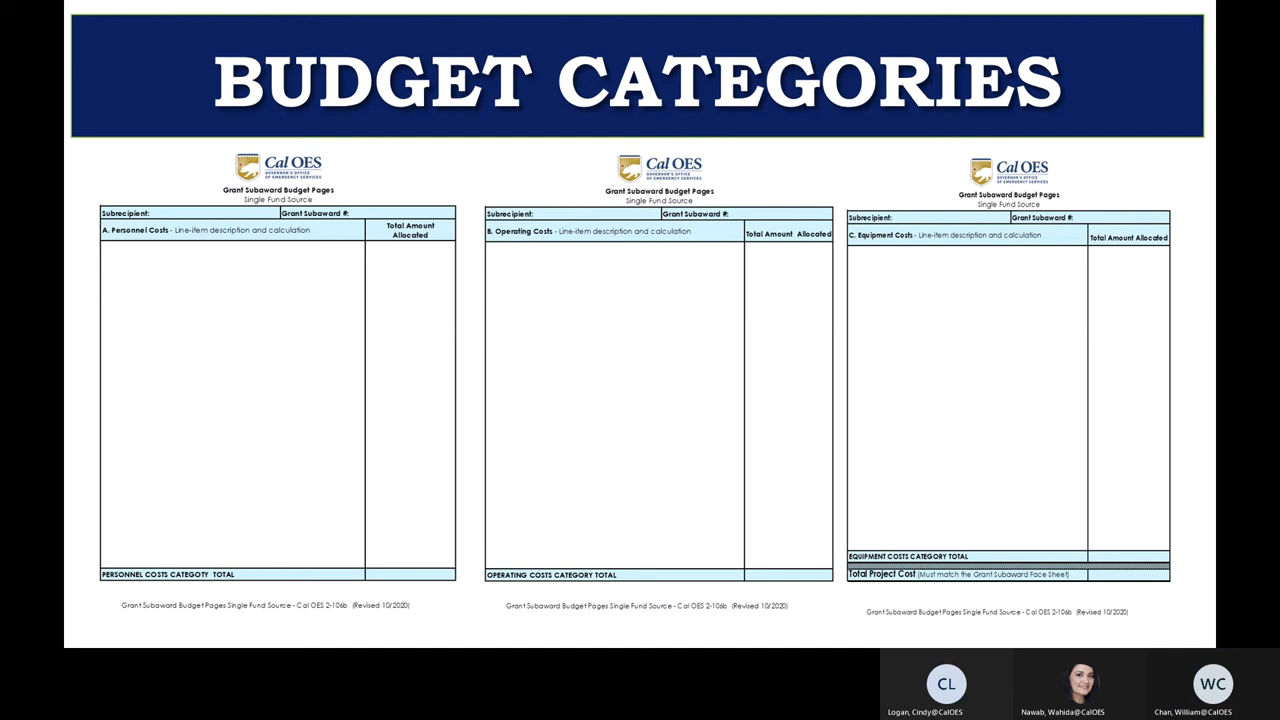 BUDGET CATEGORIES
Cal OES
GOVERNOR'S OFFICE
OF EMERGENCY SERVICES
Grant Subaward Budget Pages
Single Fund Source
Subrecipient: Grant Subaward #:
A. Personnel Costs - Line-item description and calculation
Total Amount
Allocated
PERSONNEL COSTS CATEGOTY TOTAL
Grant Subaward Budget Pages Single Fund Source - Cal OES 2-106b (Revised 10/2020)
Cal OES
GOVERNOR'S OFFICE
OF EMERGENCY SERVICES
Grant Subaward Budget Pages
Single Fund Source
Subrecipient: Grant Subaward #:
B. Operating Costs - Line-item description and calculation
Total Amount Allocated
OPERATING COSTS CATEGORY TOTAL
Grant Subaward Budget Pages Single Fund Source - Cal OES 2-106b (Revised 10/2020)
Cal OES
GOVERNOR'S OFFICE
OF EMERGENCY SERVICES
Grant Subaward Budget Pages
Single Fund Source
Subrecipient: Grant Subaward #:
C. Equipment Costs - Line-item description and calculation
Total Amount Allocated
EQUIPMENT COSTS CATEGORY TOTAL
Total Project Cost (Must match the Grant Subaward Face Sheet)
Grant Subaward Budget Pages Single Fund Source - Cal OES 2-106b (Revised 10/2020)
CL
WC
Logan, Cindy@CalOES
Nawab, Wahida@CalOES
Chan, William@CalOES